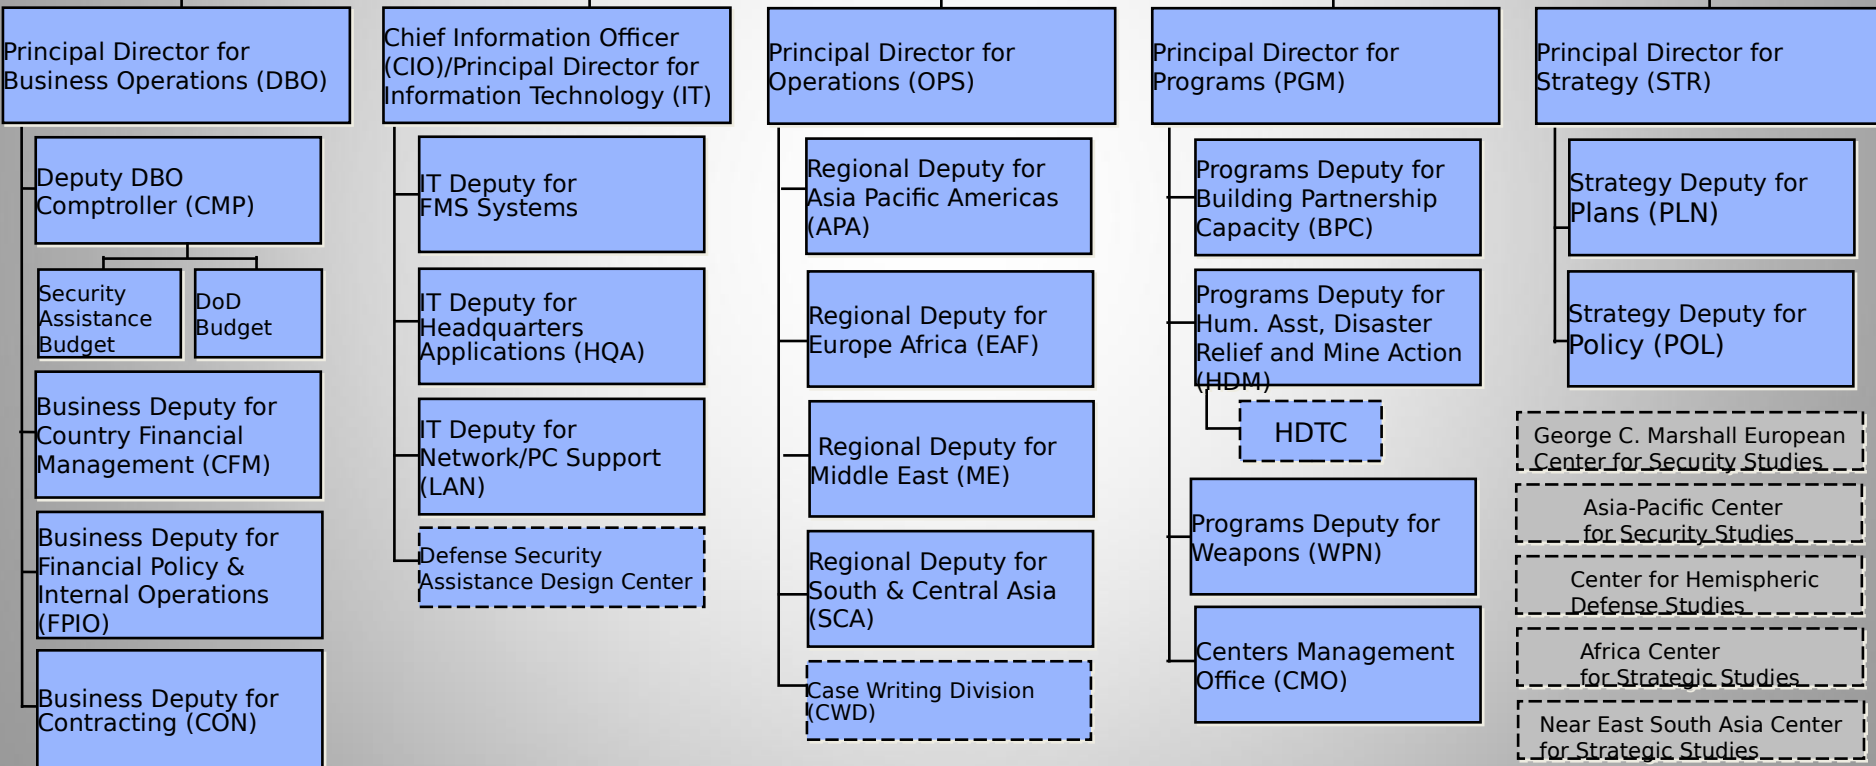 Principal Director for
Business Operations (DBO)
Deputy DBO
Comptroller (CMP)
Security
Assistance
Budget
DoD
Budget
Business Deputy for
Country Financial
Management (CFM)
Business Deputy for
Financial Policy &
Internal Operations
(FPIO)
Business Deputy for
Contracting (CON)
Chief Information Officer
(CIO)/Principal Director for
Information Technology (IT)
IT Deputy for
FMS Systems
IT Deputy for
Headquarters
Applications (HQA)
IT Deputy for
Network/PC Support
(LAN)
Defense Security
Assistance Design Center
Principal Director for
Operations (OPS)
Regional Deputy for
Asia Pacific Americas
(APA)
Regional Deputy for
Europe Africa (EAF)
Regional Deputy for
Middle East (ME)
Regional Deputy for
South & Central Asia
(SCA)
Case Writing Division
(CWD)
Principal Director for
Programs (PGM)
Programs Deputy for
Building Partnership
Capacity (BPC)
Programs Deputy for
Hum. Asst, Disaster
Relief and Mine Action
(HDM)
HDTC
Programs Deputy for
Weapons (WPN)
Centers Management
Office (CMO)
Principal Director for
Strategy (STR)
Strategy Deputy for
Plans (PLN)
Strategy Deputy for
Policy (POL)
George C. Marshall European
Center for Security Studies
Asia-Pacific Center
for Security Studies
Center for Hemispheric
Defense Studies
Africa Center
for Strategic Studies
Near East South Asia Center
for Strategic Studies